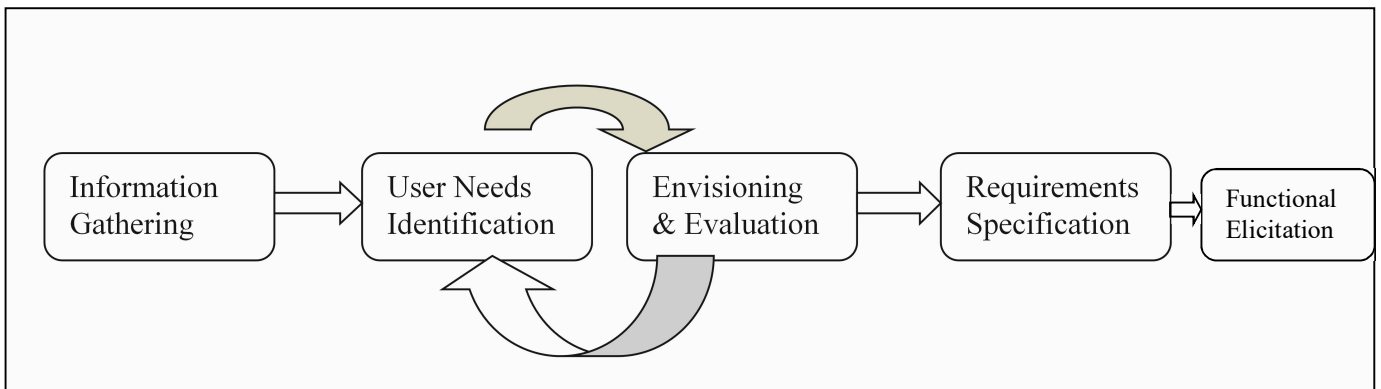 Information
Gathering
User Needs
Identification
Envisioning
& Evaluation
Requirements
Specification
Functional
Elicitation